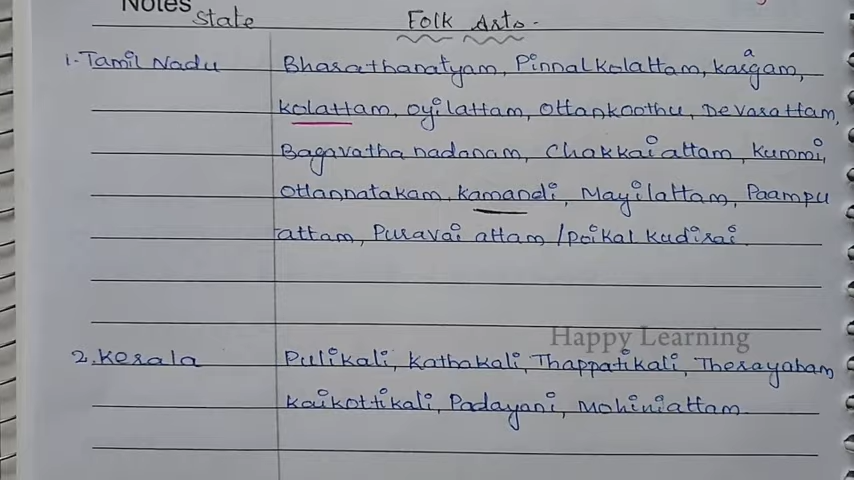 Notes
State Folk Arts.
1. Tamil Nadu Bharathanatyam, Pinnalkolattam, karagam,
kolattam, oyilattam, ottankoothu, Devarattam,
Bagavatha nadanam, Chakkai attam, Kummi,
Ottannatakam, kamandi, Mayilattam, Paampu
attam, Puravai attam / Poikal kudirai.
Happy Learning
2. Kerala Pulikali, Kathakali, Thappatikali, Therayatam
Kaikottikali, Padayani, Mohiniattam.